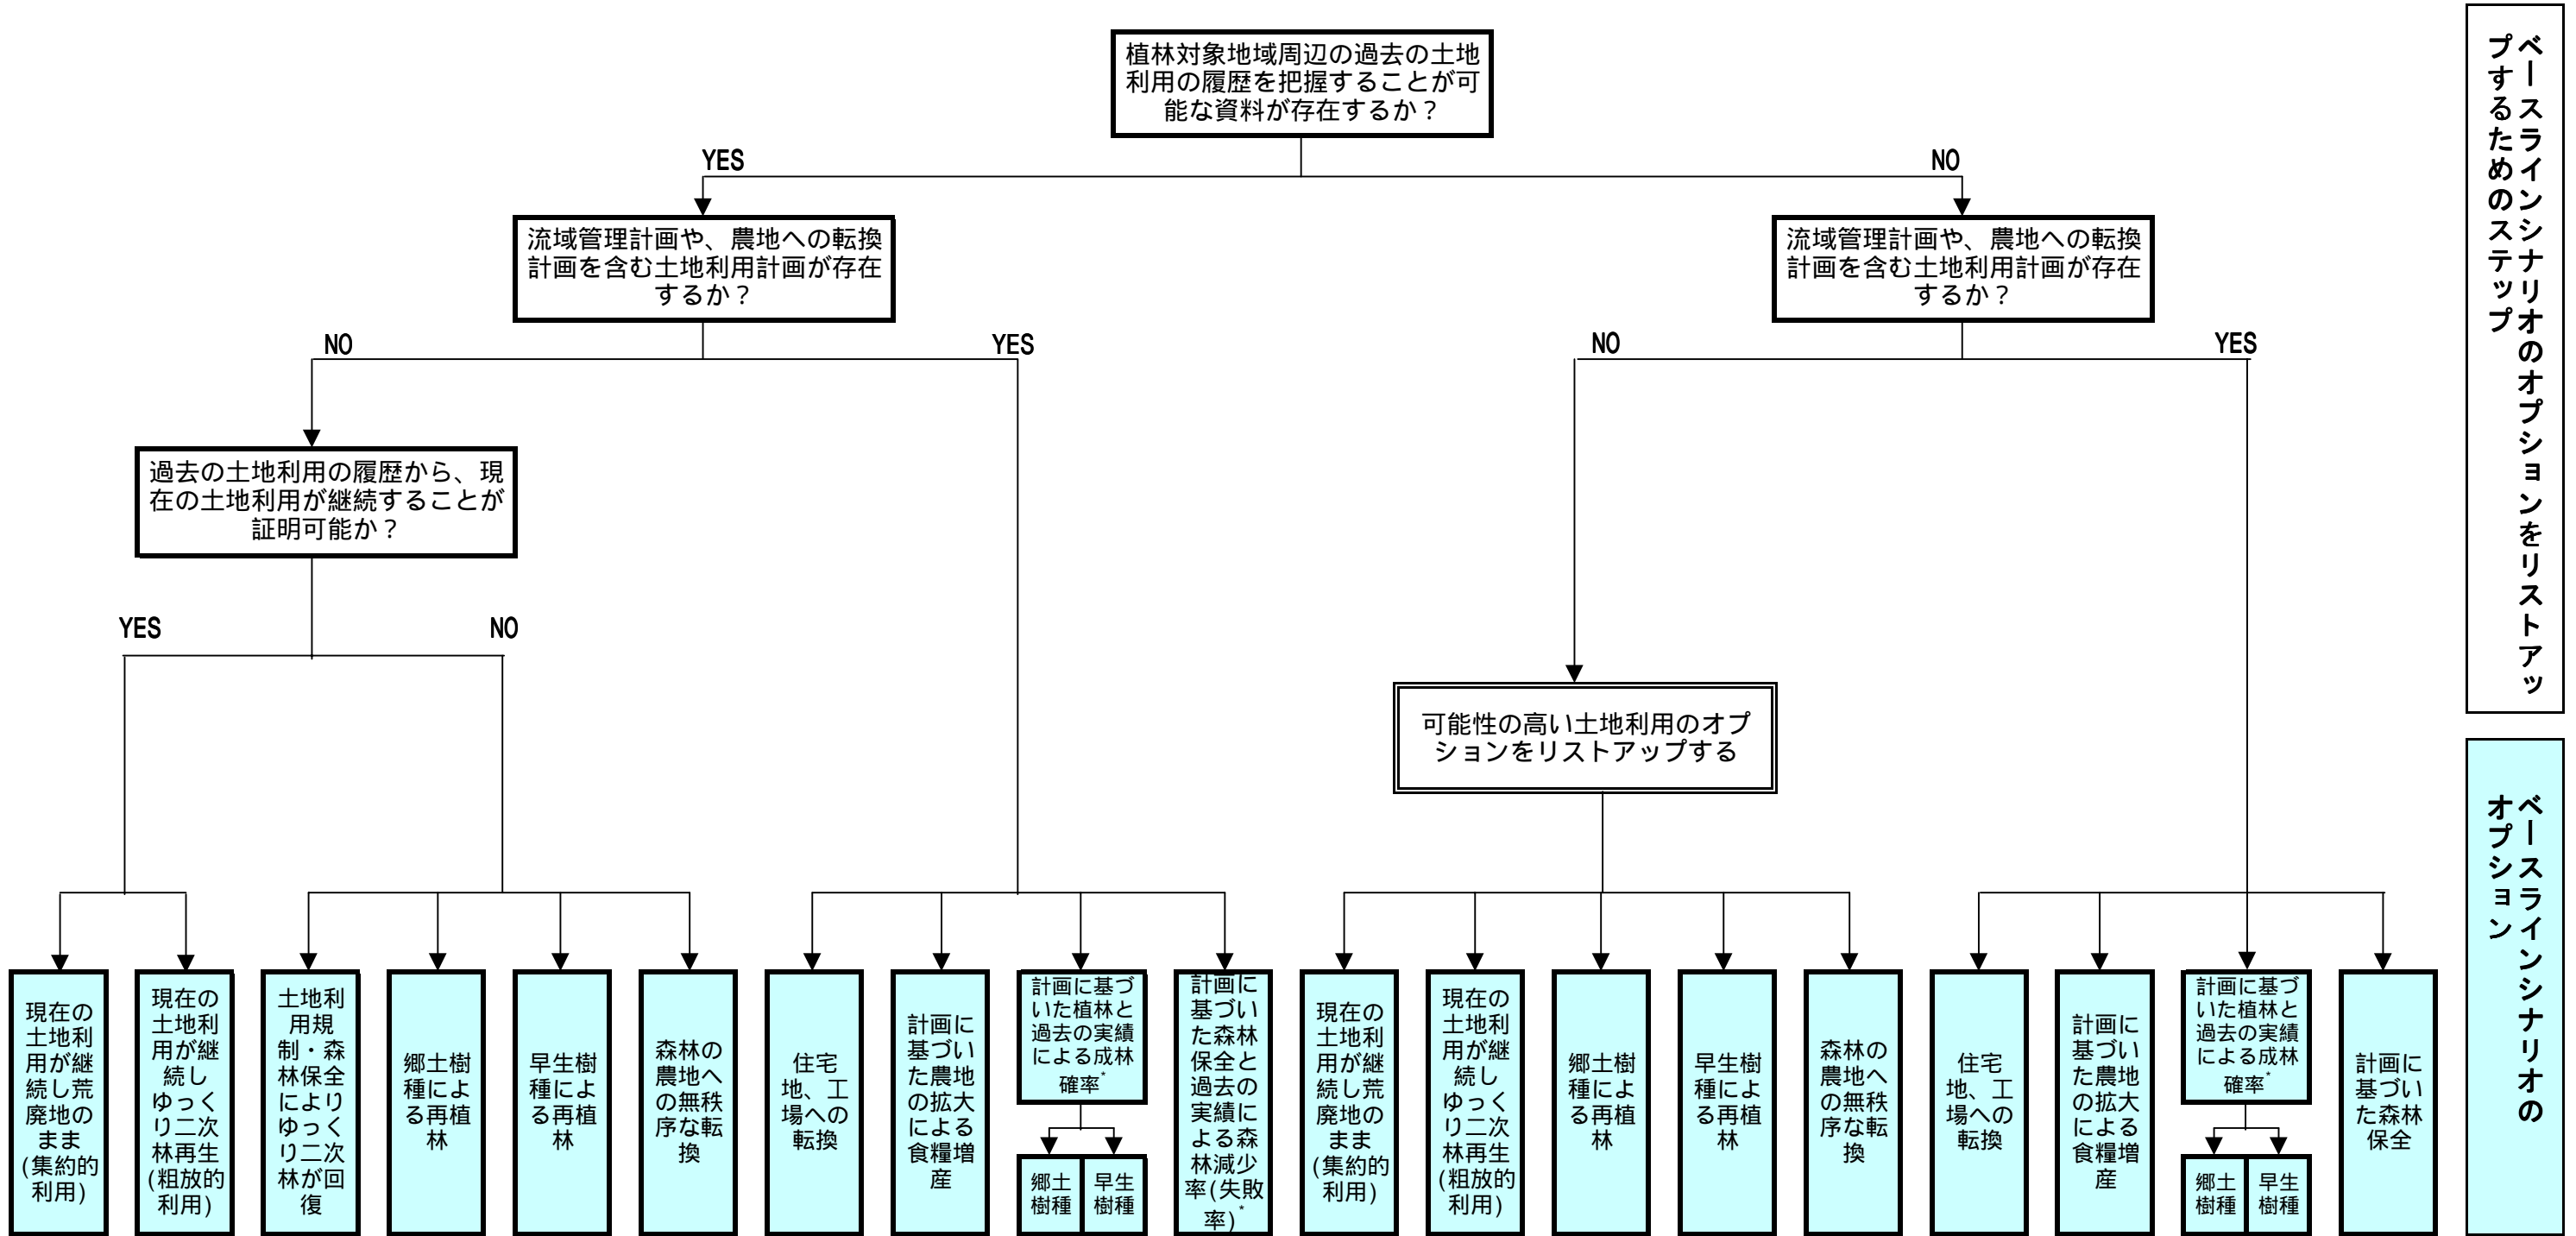 植林対象地域周辺の過去の土地
利用の履歴を把握することが可
能な資料が存在するか？
YES
NO
流域管理計画や、農地への転換
計画を含む土地利用計画が存在
するか？
流域管理計画や、農地への転換
計画を含む土地利用計画が存在
するか？
NO
YES
NO
YES
過去の土地利用の履歴から、現
在の土地利用が継続することが
証明可能か？
YES
NO
可能性の高い土地利用のオプ
ションをリストアップする
現在の
土地利
用が継
続し荒
廃地の
まま
(集約的
利用)
現在の
土地利
用が継
続し
ゆっく
り二次
林再生
(粗放的
利用)
土地利
用規
制・森
林保全
により
ゆっく
り二次
林が回
復
郷土樹
種によ
る再植
林
早生樹
種によ
る再植
林
森林の
農地へ
の無秩
序な転
換
住宅
地、工
場への
転換
計画に
基づい
た農地
の拡大
による
食糧増
産
計画に基づ
いた植林と
過去の実績
による成林
確率*
郷土
樹種
早生
樹種
計画に
基づい
た森林
保全と
過去の
実績に
よる森
林減少
率(失敗
率)*
現在の
土地利
用が継
続し荒
廃地の
まま
(集約的
利用)
現在の
土地利
用が継
続し
ゆっく
り二次
林再生
(粗放的
利用)
郷土樹
種によ
る再植
林
早生樹
種によ
る再植
林
森林の
農地へ
の無秩
序な転
換
住宅
地、工
場への
転換
計画に
基づい
た農地
の拡大
による
食糧増
産
計画に基づ
いた植林と
過去の実績
による成林
確率*
郷土
樹種
早生
樹種
計画に
基づい
た森林
保全
ベースラインシナリオのオプションをリストアッ
プするためのステップ
ベースラインシナリオの
オプション